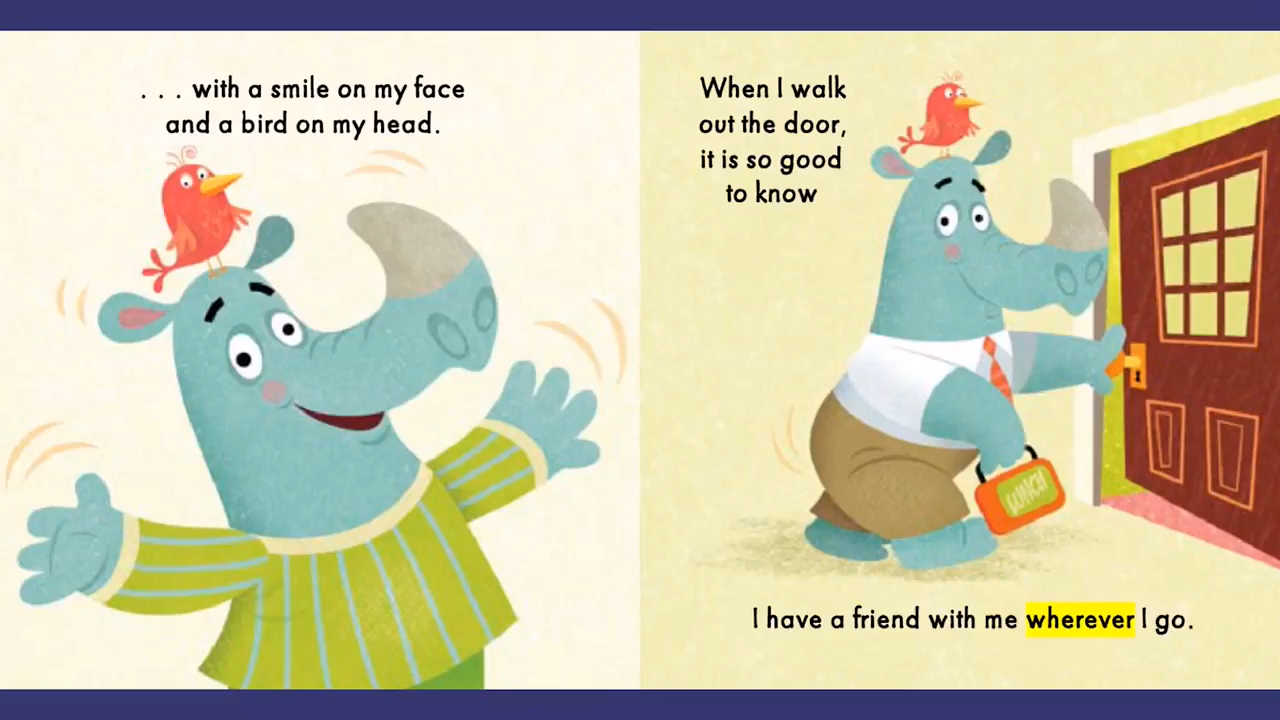 . . . with a smile on my face
and a bird on my head.
When I walk
out the door,
it is so good
to know
LUNCH
I have a friend with me wherever I go.